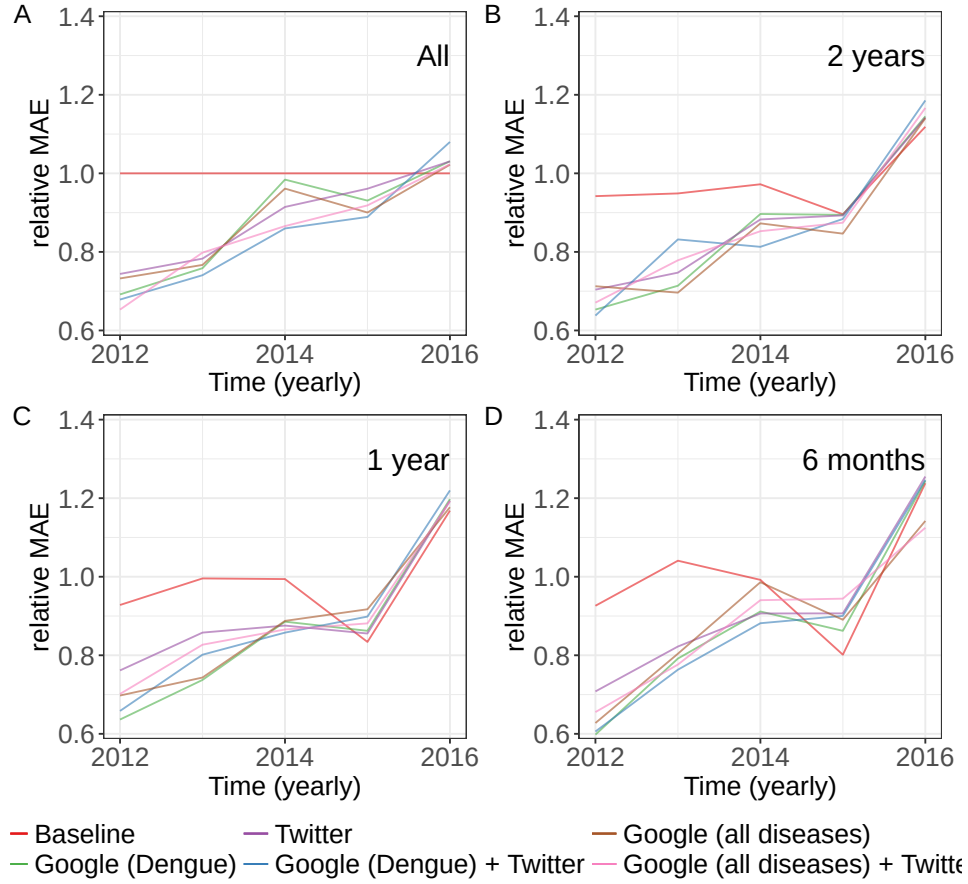 A
B
All
2 years
relative MAE
1.4
1.2
1.0
0.8
0.6
2012
2014
2016
Time (yearly)
relative MAE
1.4
1.2
1.0
0.8
0.6
2012
2014
2016
Time (yearly)
C
D
1 year
6 months
relative MAE
1.4
1.2
1.0
0.8
0.6
2012
2014
2016
Time (yearly)
relative MAE
1.4
1.2
1.0
0.8
0.6
2012
2014
2016
Time (yearly)
Baseline
Twitter
Google (all diseases)
Google (Dengue)
Google (Dengue) + Twitter
Google (all diseases) + Twitte